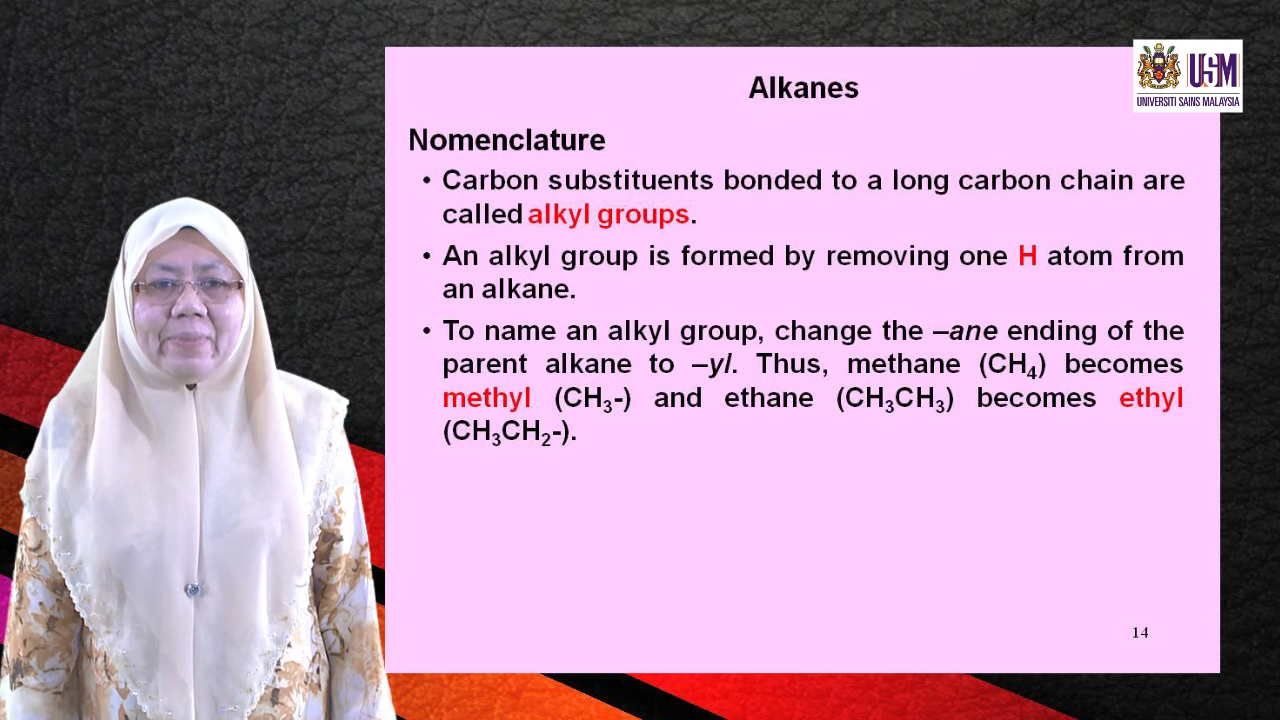 USM
UNIVERSITI SAINS MALAYSIA
Alkanes
Nomenclature
• Carbon substituents bonded to a long carbon chain are
called alkyl groups.
• An alkyl group is formed by removing one H atom from
an alkane.
• To name an alkyl group, change the –ane ending of the
parent alkane to –yl. Thus, methane (CH₄) becomes
methyl (CH₃-) and ethane (CH₃CH₃) becomes ethyl
(CH₃CH₂-).
14